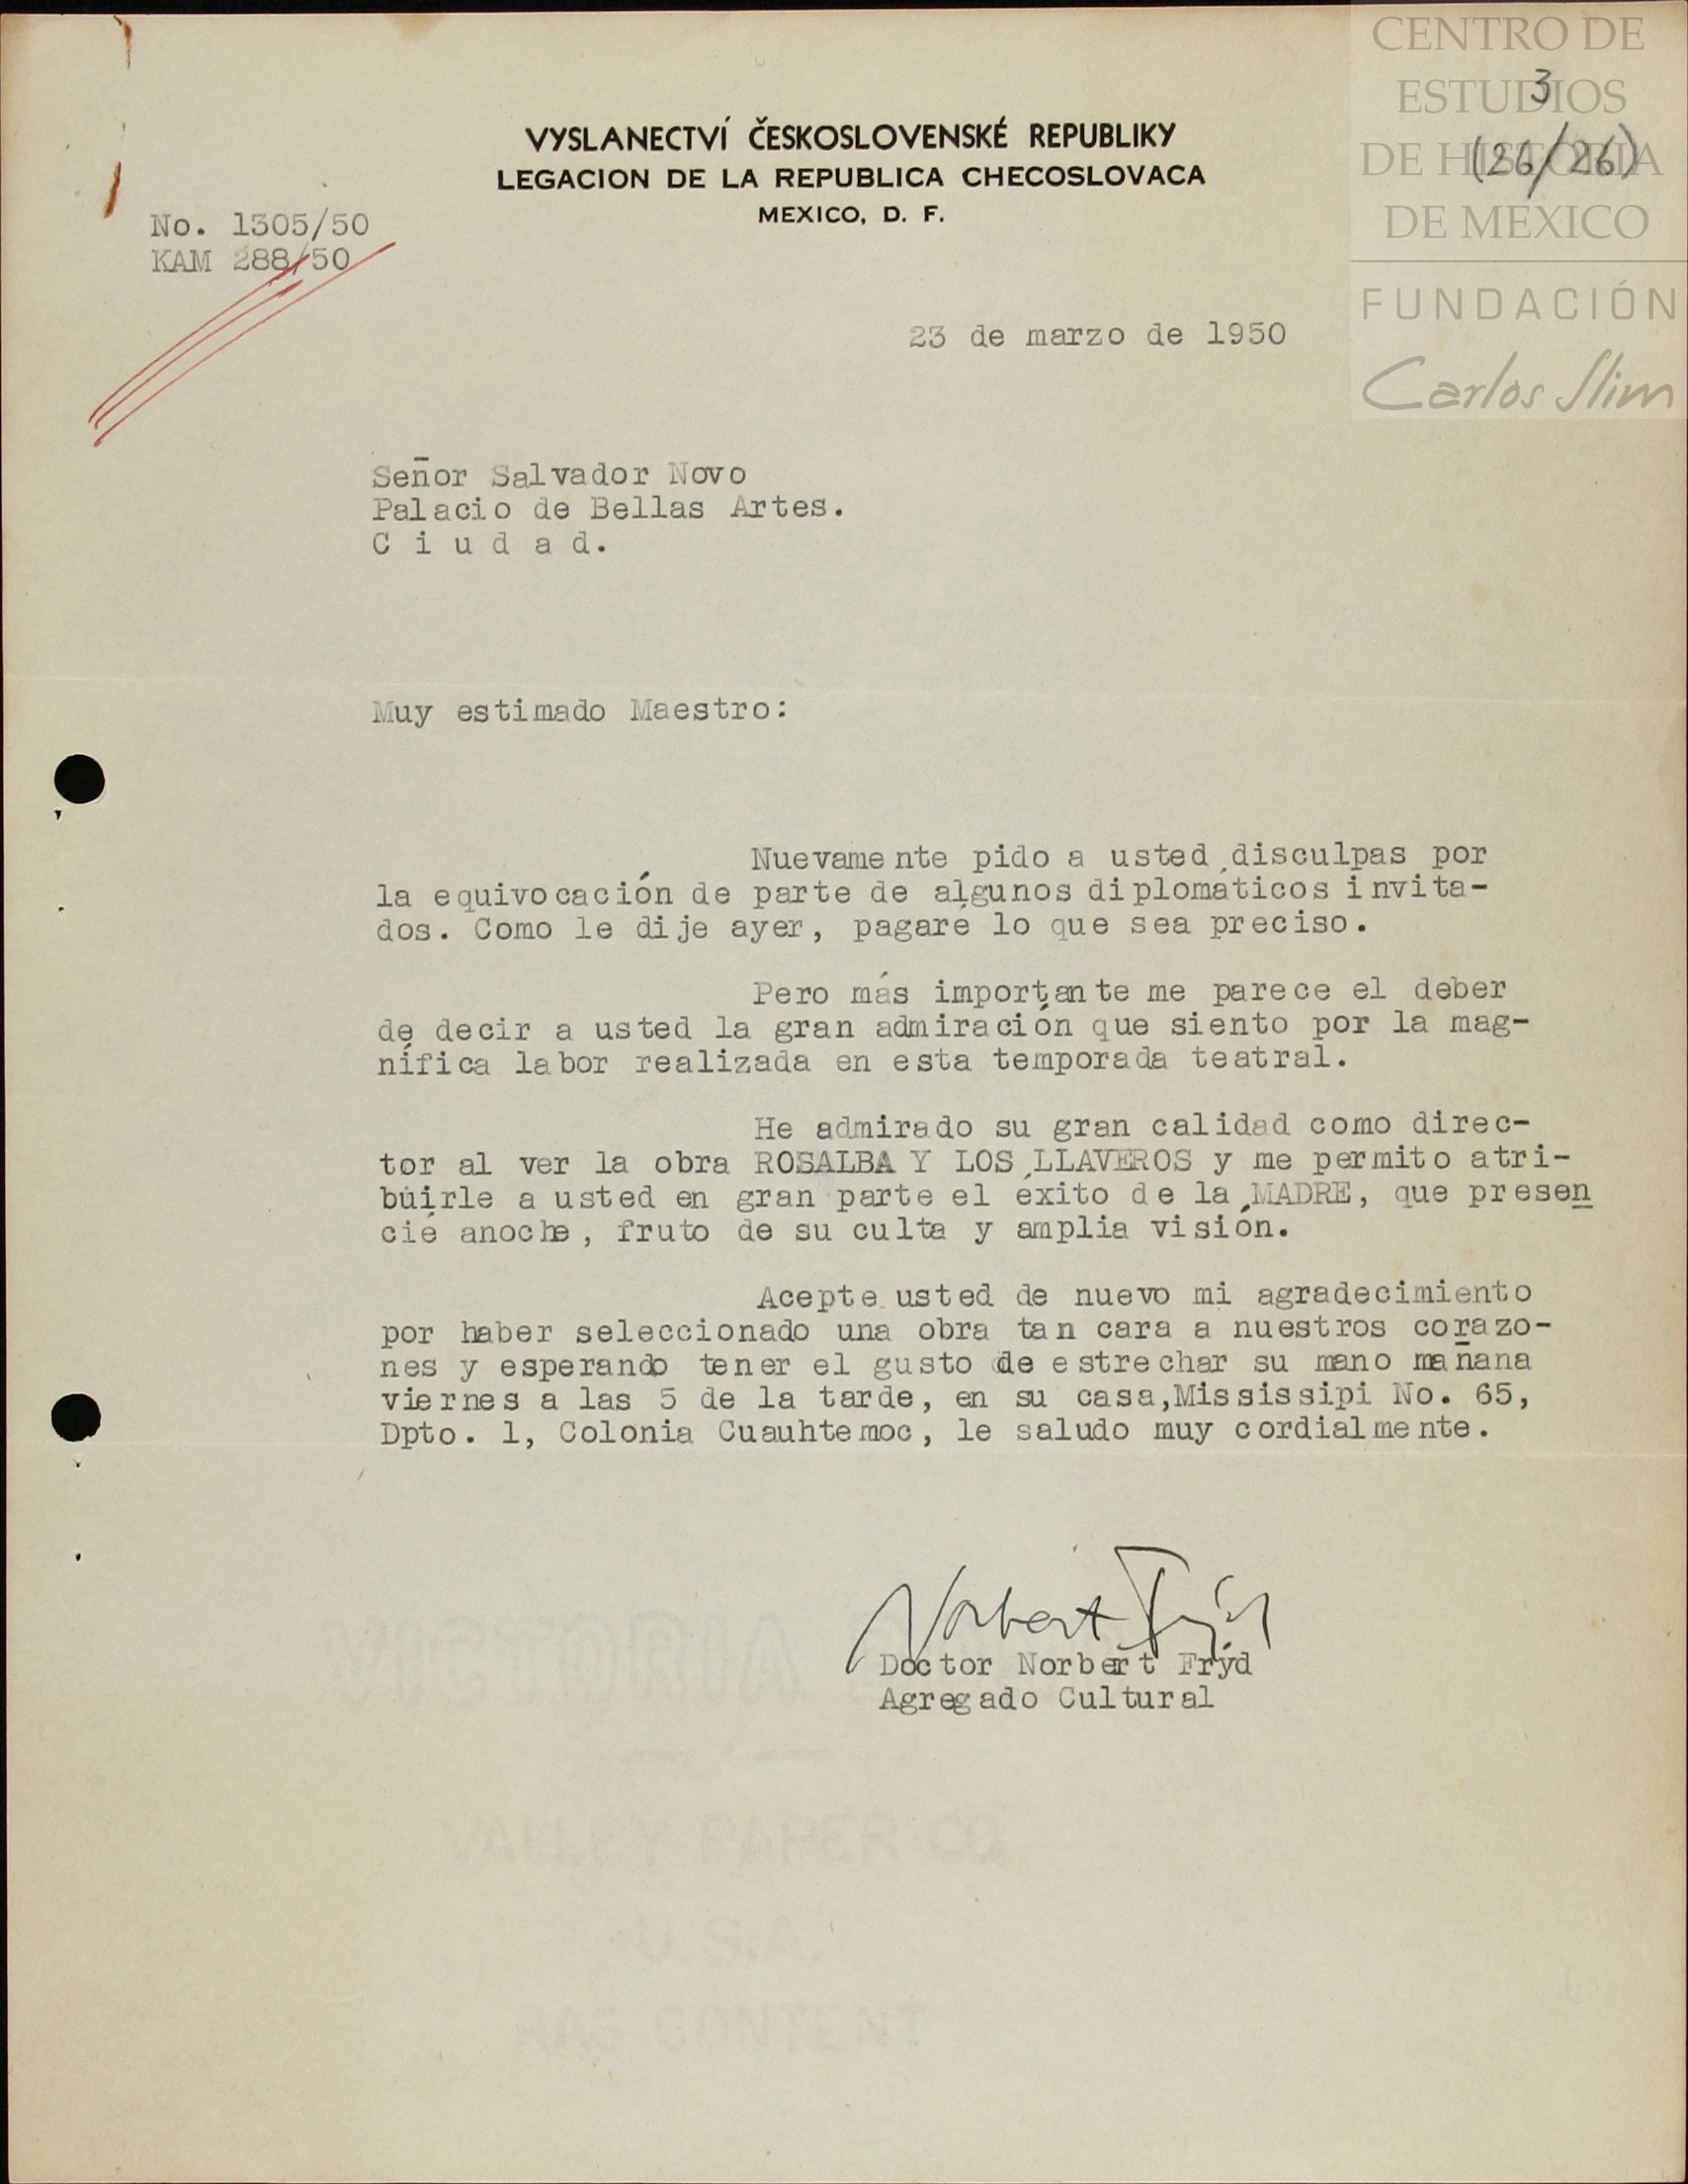 CENTRO DE
ESTUDIOS
DE HISTORIA
DE MEXICO
FUNDACIÓN
Carlos Slim
3
(26/26)
VYSLANECTVÍ ČESKOSLOVENSKÉ REPUBLIKY
LEGACION DE LA REPUBLICA CHECOSLOVACA
MEXICO, D. F.
No. 1305/50
KAM 288/50
23 de marzo de 1950
Señor Salvador Novo
Palacio de Bellas Artes.
C i u d a d.
Muy estimado Maestro:
Nuevamente pido a usted disculpas por
la equivocación de parte de algunos diplomáticos invita-
dos. Como le dije ayer, pagaré lo que sea preciso.
Pero más importante me parece el deber
de decir a usted la gran admiración que siento por la mag-
nífica labor realizada en esta temporada teatral.
He admirado su gran calidad como direc-
tor al ver la obra ROSALBA Y LOS LLAVEROS y me permito atri-
búirle a usted en gran parte el éxito de la MADRE, que presen
cié anoche, fruto de su culta y amplia visión.
Acepte usted de nuevo mi agradecimiento
por haber seleccionado una obra tan cara a nuestros corazo-
nes y esperando tener el gusto de estrechar su mano mañana
viernes a las 5 de la tarde, en su casa,Mississipi No. 65,
Dpto. 1, Colonia Cuauhtemoc, le saludo muy cordialmente.
Norbert Frýd
Doctor Norbert Frýd
Agregado Cultural
VICTORIA
VALLEY PAPER CO.
U.S.A.
RAG CONTENT